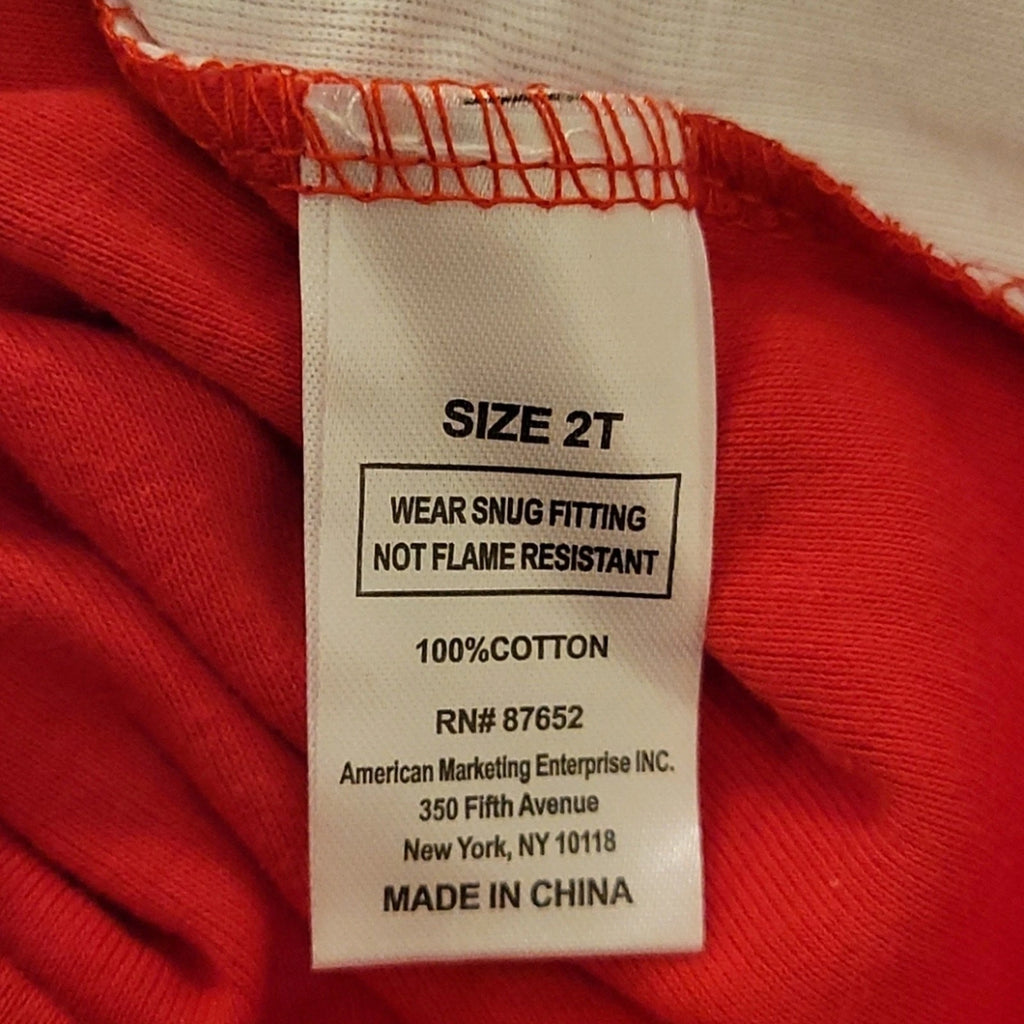 SIZE 2T
WEAR SNUG FITTING
NOT FLAME RESISTANT
100%COTTON
RN# 87652
American Marketing Enterprise INC.
350 Fifth Avenue
New York, NY 10118
MADE IN CHINA